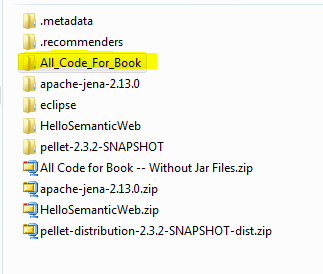 .metadata
.recommenders
All_Code_For_Book
apache-jena-2.13.0
eclipse
HelloSemanticWeb
pellet-2.3.2-SNAPSHOT
All Code for Book -- Without Jar Files.zip
apache-jena-2.13.0.zip
HelloSemanticWeb.zip
pellet-distribution-2.3.2-SNAPSHOT-dist.zip